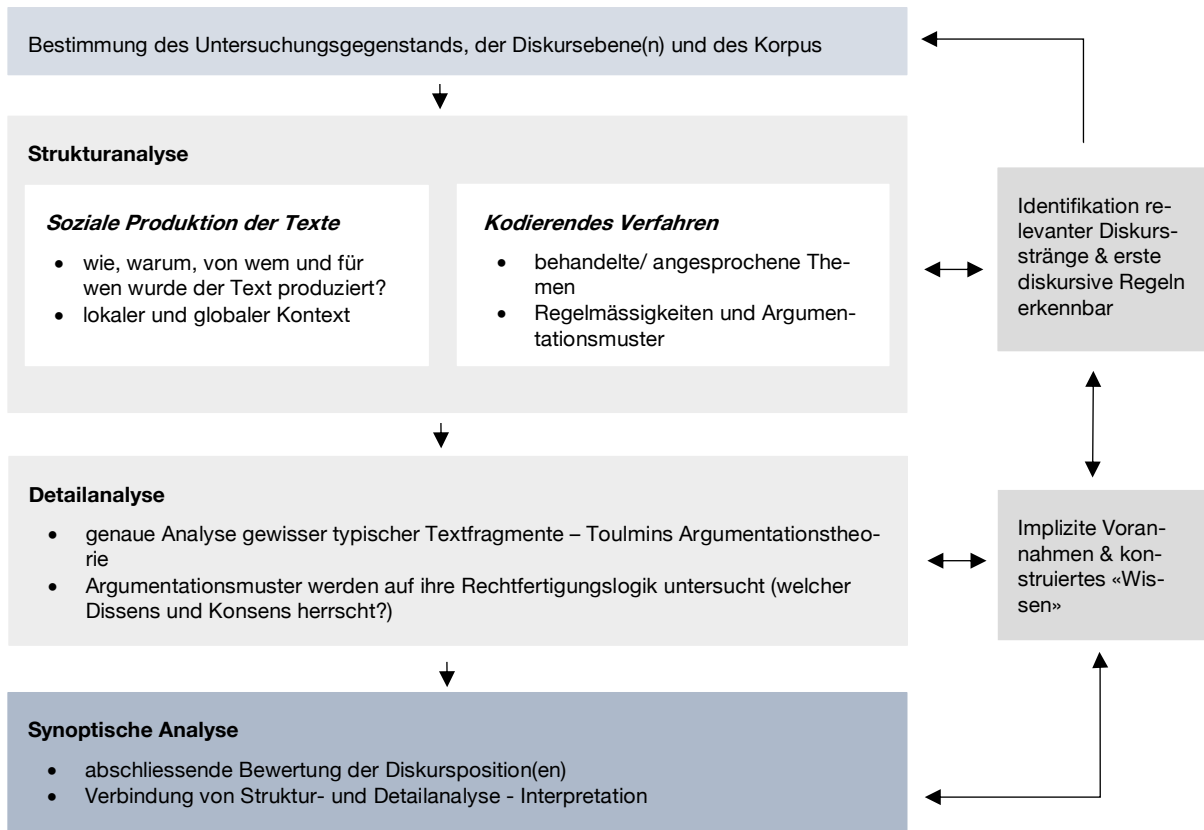 Bestimmung des Untersuchungsgegenstands, der Diskursebene(n) und des Korpus
Strukturanalyse
Soziale Produktion der Texte
• wie, warum, von wem und für
wen wurde der Text produziert?
• lokaler und globaler Kontext
Kodierendes Verfahren
• behandelte/ angesprochene The-
men
• Regelmässigkeiten und Argumen-
tationsmuster
Identifikation re-
levanter Diskurs-
stränge & erste
diskursive Regeln
erkennbar
Detailanalyse
• genaue Analyse gewisser typischer Textfragmente – Toulmins Argumentationstheo-
rie
• Argumentationsmuster werden auf ihre Rechtfertigungslogik untersucht (welcher
Dissens und Konsens herrscht?)
Implizite Voran-
nahmen & kon-
struiertes «Wis-
sen»
Synoptische Analyse
• abschliessende Bewertung der Diskursposition(en)
• Verbindung von Struktur- und Detailanalyse - Interpretation